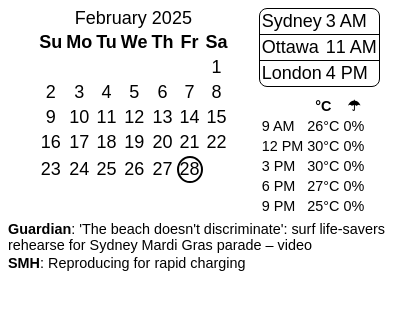 February 2025
Su Mo Tu We Th Fr Sa
1
2 3 4 5 6 7 8
9 10 11 12 13 14 15
16 17 18 19 20 21 22
23 24 25 26 27 28
Sydney 3 AM
Ottawa 11 AM
London 4 PM
°C ☂
9 AM 26°C 0%
12 PM 30°C 0%
3 PM 30°C 0%
6 PM 27°C 0%
9 PM 25°C 0%
Guardian: 'The beach doesn't discriminate': surf life-savers
rehearse for Sydney Mardi Gras parade – video
SMH: Reproducing for rapid charging